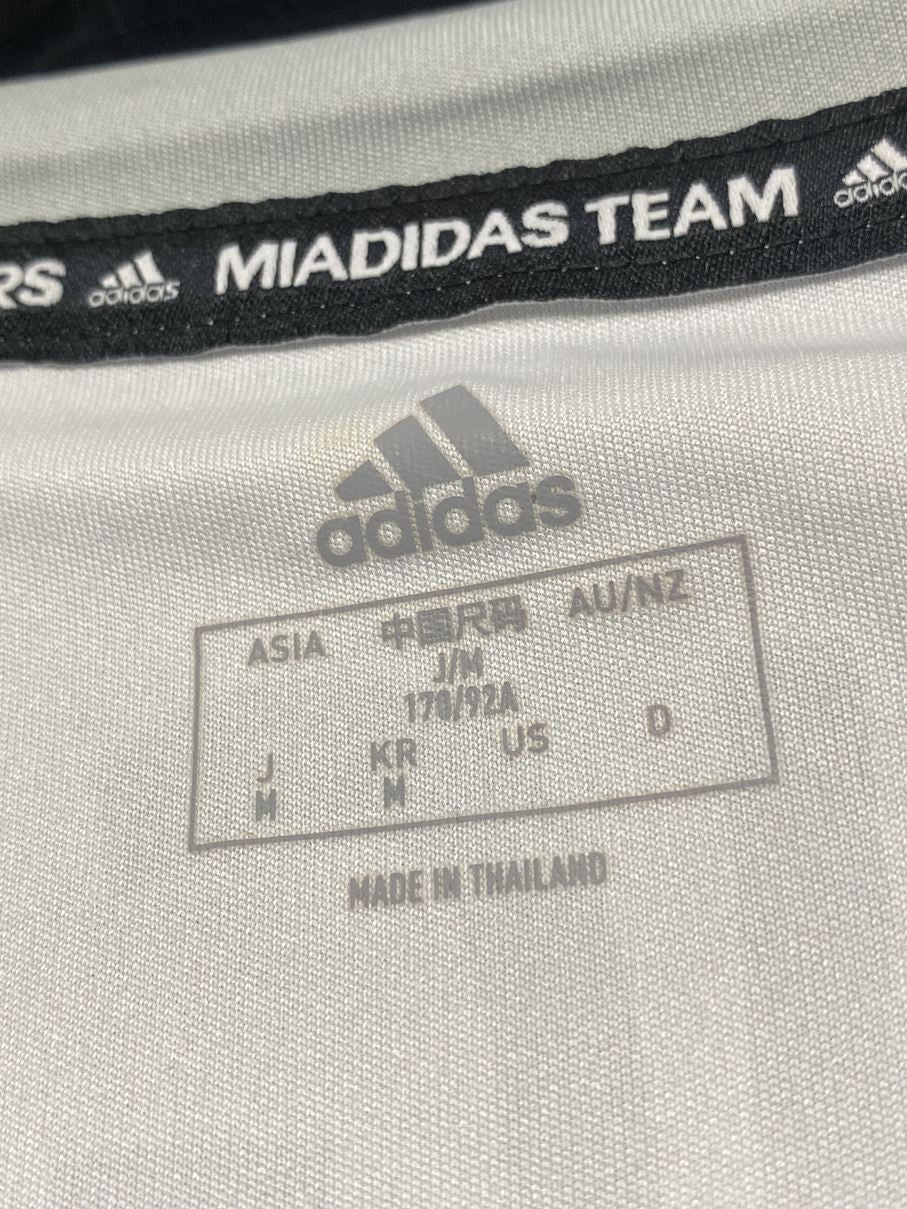 RS adidas MIADIDAS TEAM adidas
adidas
ASIA 中国尺码 AU/NZ
J/M
170/92A
J KR US D
M M
MADE IN THAILAND